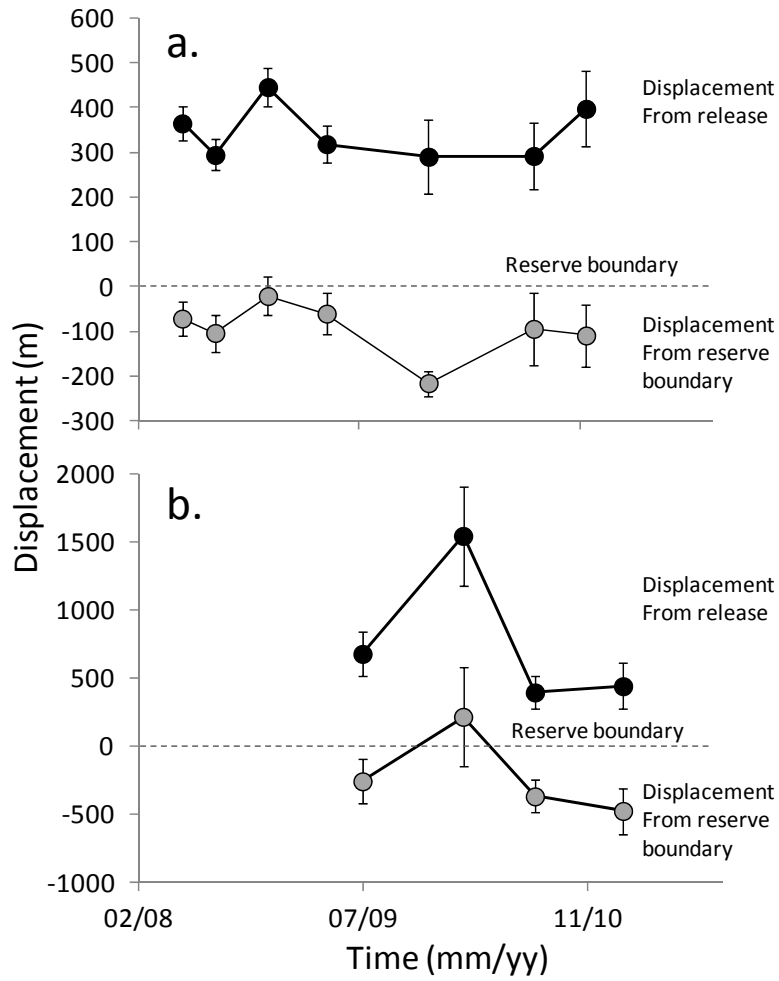 600
a.
500
Displacement
From release
400
300
200
100
Reserve boundary
0
Displacement
From reserve
boundary
-100
-200
-300
Displacement (m)
2000
b.
1500
Displacement
From release
1000
500
Reserve boundary
0
Displacement
From reserve
boundary
-500
-1000
02/08 07/09 11/10
Time (mm/yy)